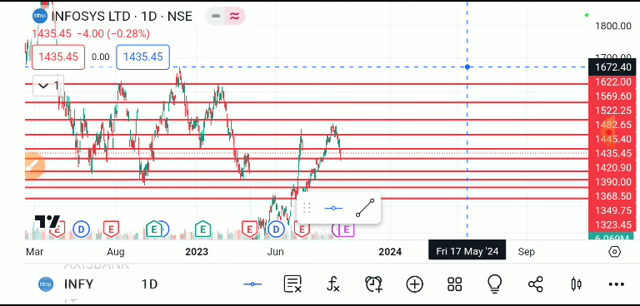 INFOSYS LTD · 1D · NSE
1435.45 −4.00 (−0.28%)
1435.45 0.00 1435.45
1
1800.00
1700.00
1672.40
1622.00
1569.60
1522.25
1482.65
1445.40
1435.45
1420.90
1390.00
1368.50
1349.75
1323.45
E D E E D E E D E E
Mar Aug 2023 Jun 2024 Fri 17 May '24 Sep
AXISBANK
INFY 1D
LT